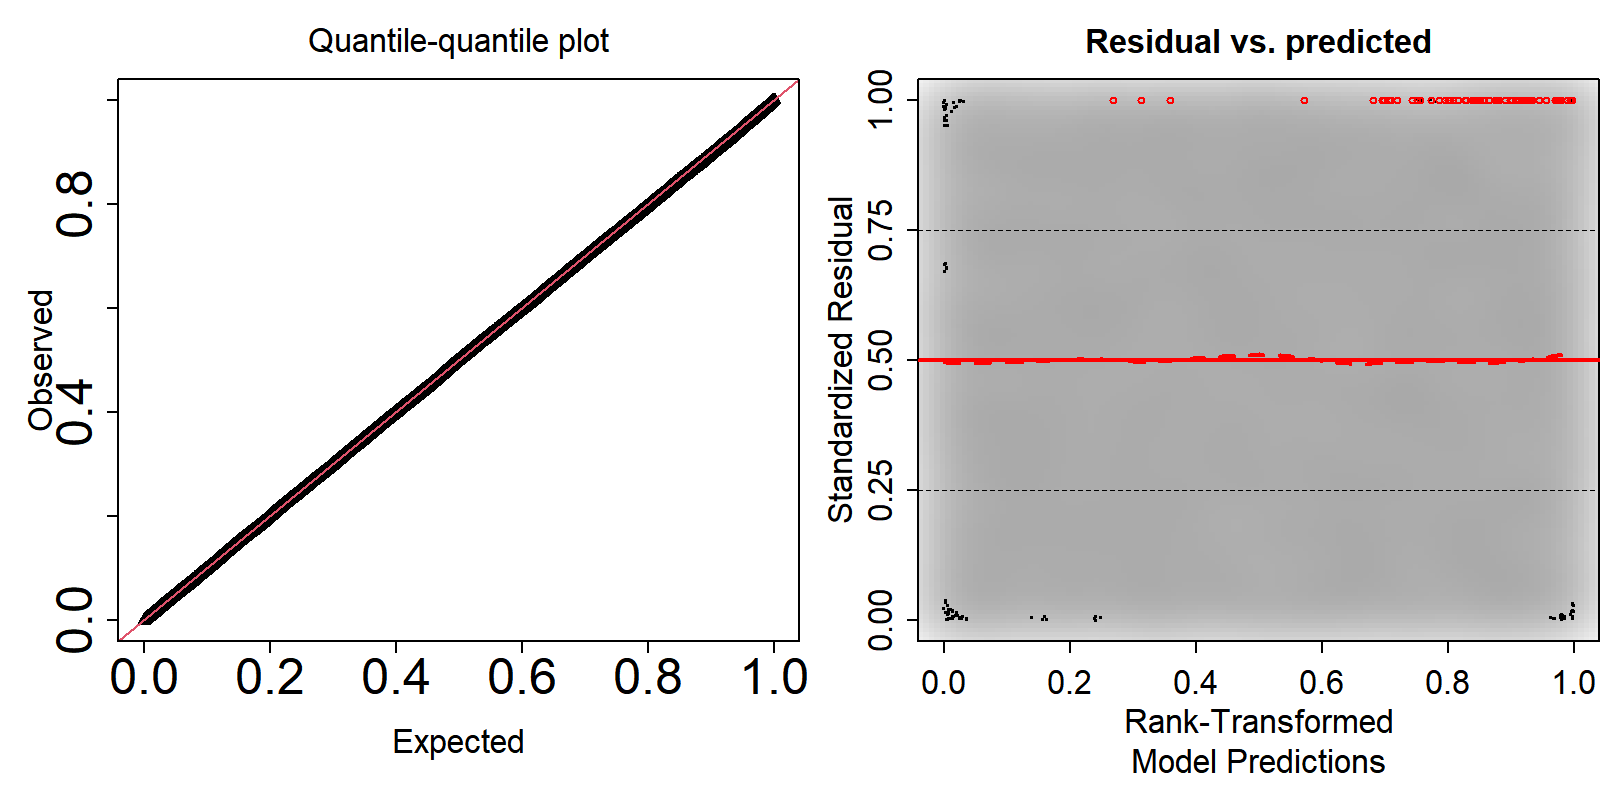 Quantile-quantile plot
Observed
0.0
0.4
0.8
0.0 0.2 0.4 0.6 0.8 1.0
Expected
Residual vs. predicted
Standardized Residual
0.00
0.25
0.50
0.75
1.00
0.0 0.2 0.4 0.6 0.8 1.0
Rank-Transformed
Model Predictions